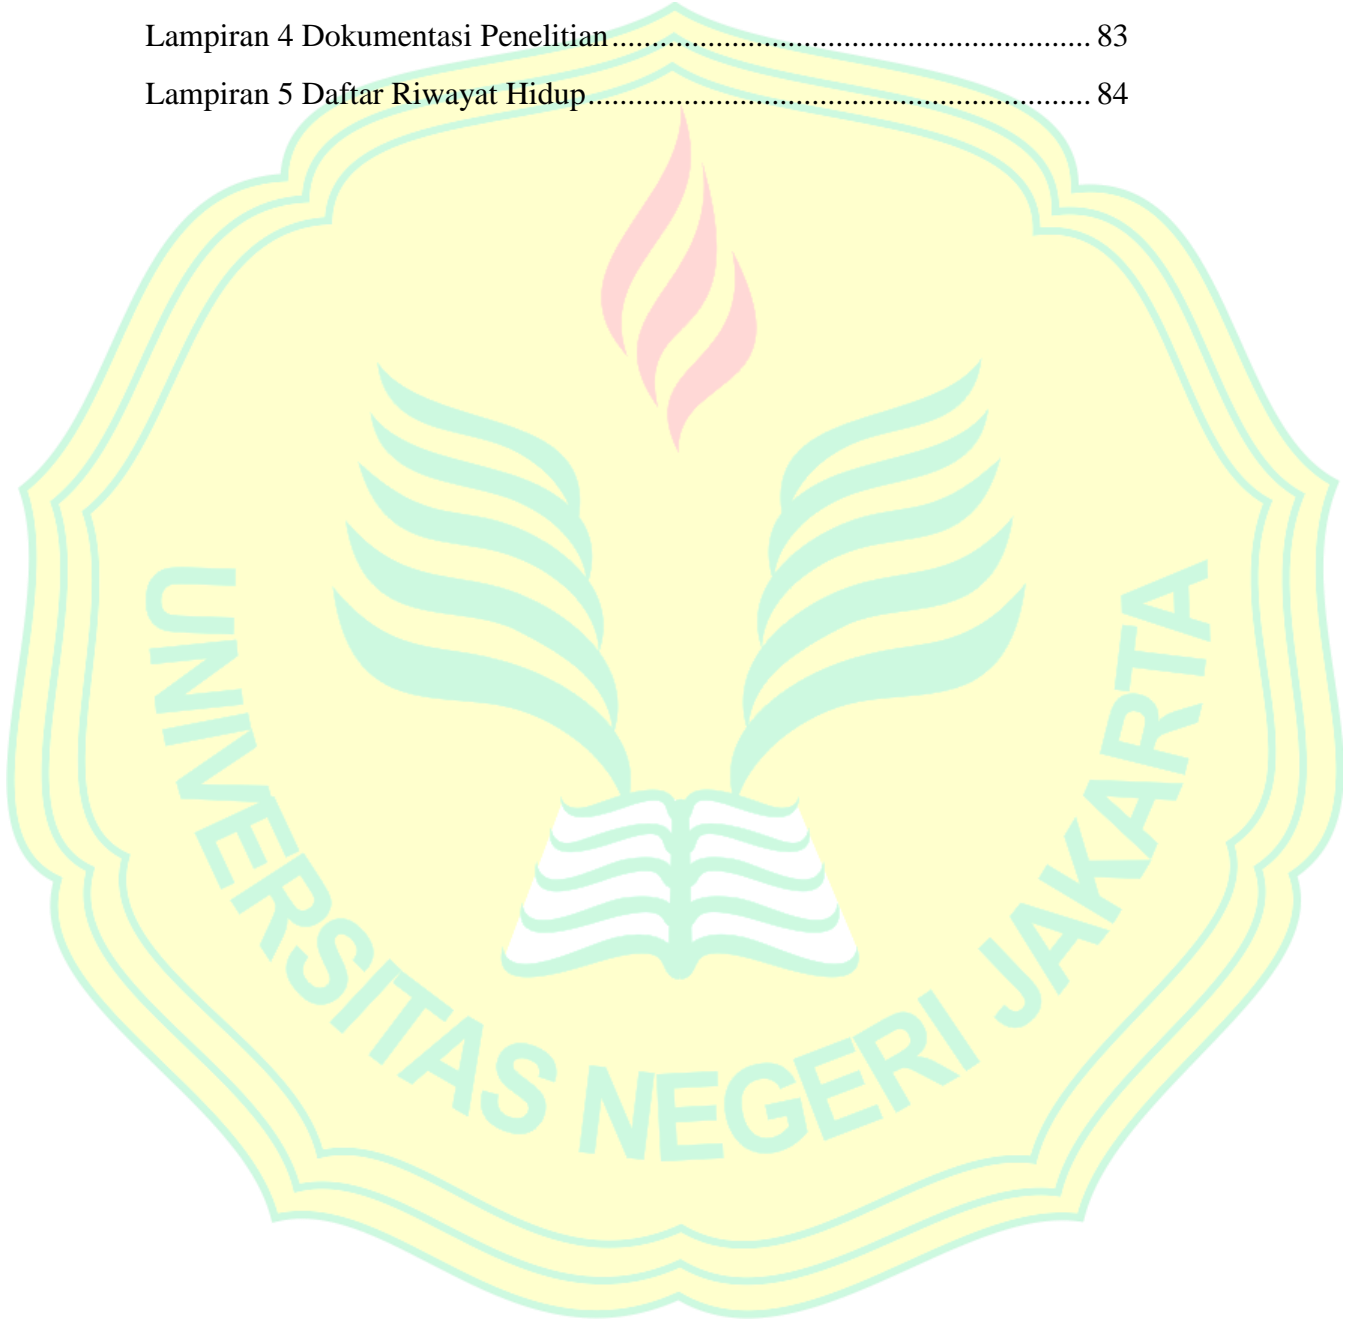 Lampiran 4 Dokumentasi Penelitian............................................................ 83
Lampiran 5 Daftar Riwayat Hidup............................................................... 84
UNIVERSITAS NEGERI JAKARTA